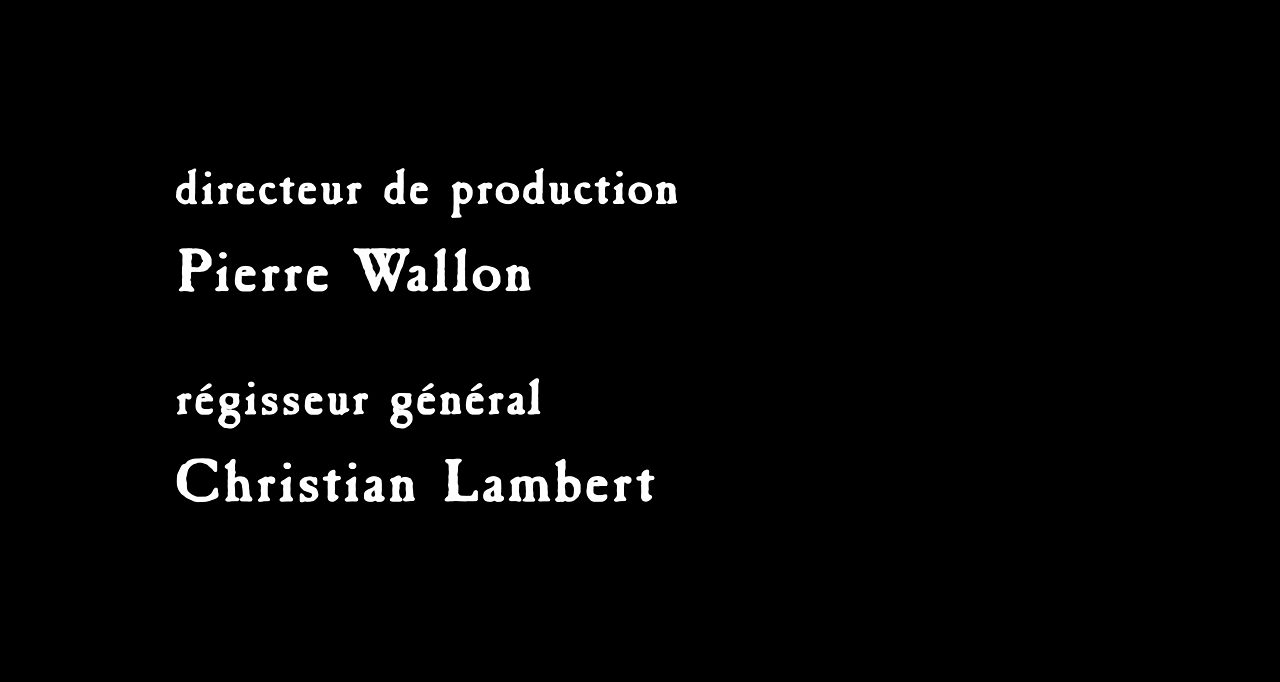 directeur de production
Pierre Wallon
régisseur général
Christian Lambert